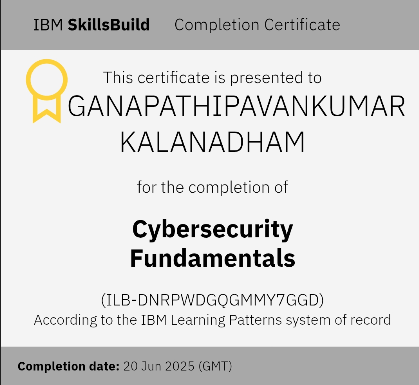 IBM SkillsBuild Completion Certificate
This certificate is presented to
GANAPATHIPAVANKUMAR
KALANADHAM
for the completion of
Cybersecurity
Fundamentals
(ILB-DNRPWDGQGMMY7GGD)
According to the IBM Learning Patterns system of record
Completion date: 20 Jun 2025 (GMT)